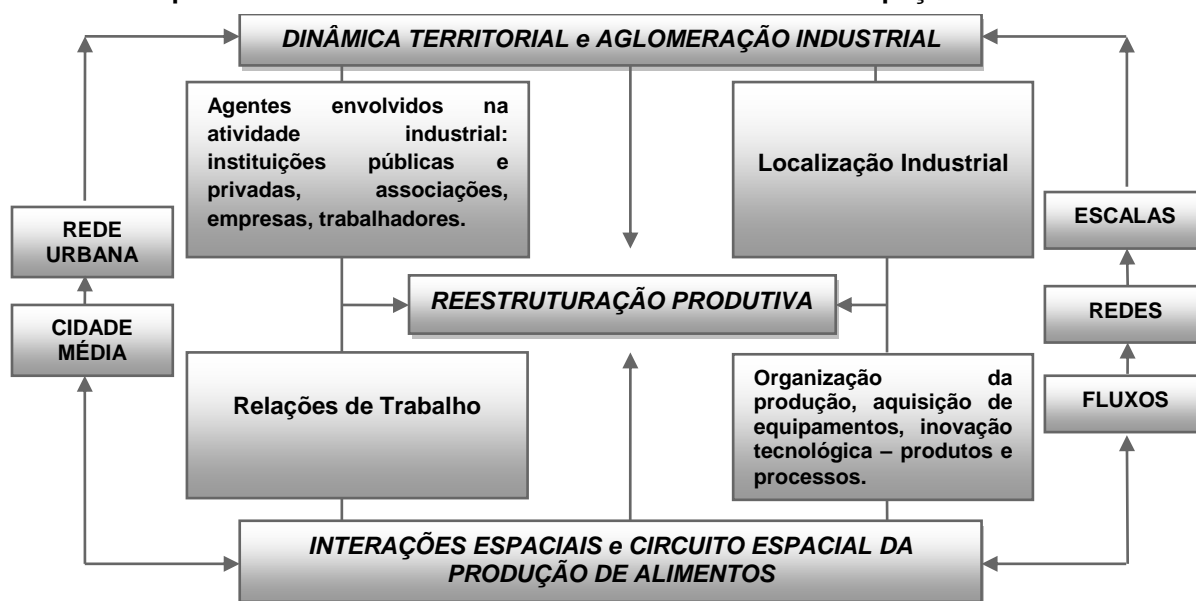 DINÂMICA TERRITORIAL e AGLOMERAÇÃO INDUSTRIAL
Agentes envolvidos na
atividade industrial:
instituições públicas e
privadas, associações,
empresas, trabalhadores.
Localização Industrial
REDE
URBANA
CIDADE
MÉDIA
ESCALAS
REDES
FLUXOS
REESTRUTURAÇÃO PRODUTIVA
Relações de Trabalho
Organização da
produção, aquisição de
equipamentos, inovação
tecnológica – produtos e
processos.
INTERAÇÕES ESPACIAIS e CIRCUITO ESPACIAL DA
PRODUÇÃO DE ALIMENTOS